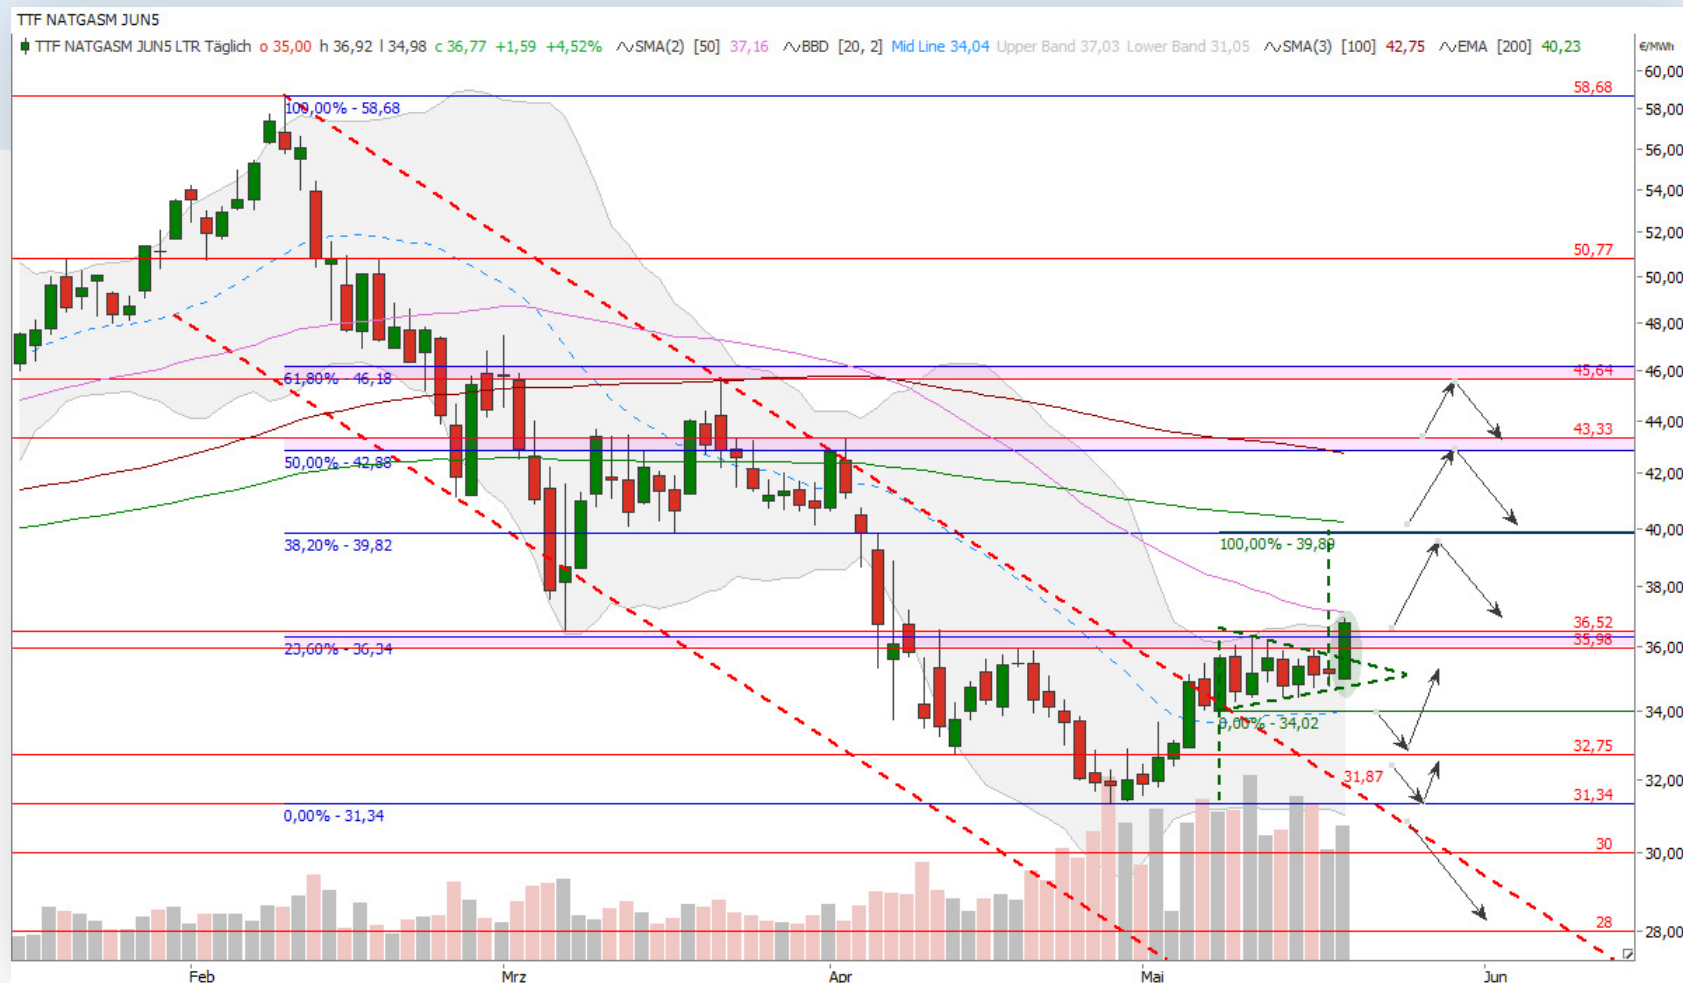 TTF NATGASM JUN5
TTF NATGASM JUN5 LTR Täglich o 35,00 h 36,92 l 34,98 c 36,77 +1,59 +4,52% SMA(2) [50] 37,16 BBD [20, 2] Mid Line 34,04 Upper Band 37,03 Lower Band 31,05 SMA(3) [100] 42,75 EMA [200] 40,23
€/MWh
60,00
58,68
100,00% - 58,68
58,00
56,00
54,00
52,00
50,77
50,00
48,00
46,00
45,64
61,80% - 46,18
44,00
43,33
50,00% - 42,88
42,00
40,00
38,20% - 39,82
100,00% - 39,89
38,00
36,52
35,98
36,00
23,60% - 36,34
34,00
0,00% - 34,02
32,75
31,87
32,00
31,34
0,00% - 31,34
30
30,00
28
28,00
Feb
Mrz
Apr
Mai
Jun